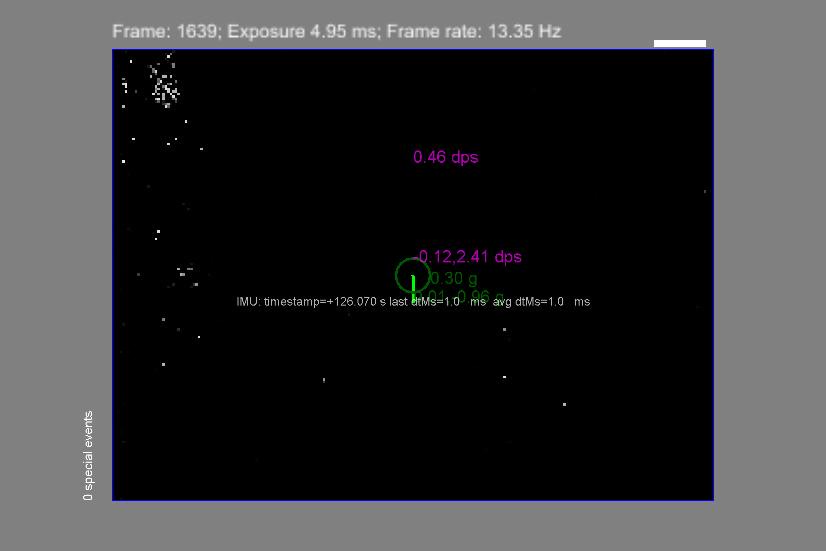 Frame: 1639; Exposure 4.95 ms; Frame rate: 13.35 Hz
0.46 dps
-0.12,2.41 dps
0.30 g
0.96 g
IMU: timestamp=+126.070 s last dtMs=1.0 ms avg dtMs=1.0 ms
0 special events